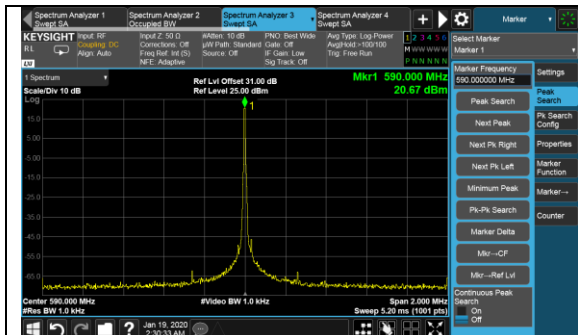 Spectrum Analyzer 1
Swept SA
Spectrum Analyzer 2
Occupied BW
Spectrum Analyzer 3
Swept SA
Spectrum Analyzer 4
Swept SA
Marker
KEYSIGHT
RL
Input: RF
Coupling: DC
Align: Auto
Input Z: 50 Ω
Corrections: Off
Freq Ref: Int (S)
NFE: Adaptive
#Atten: 10 dB
µW Path: Standard
Source: Off
PNO: Best Wide
Gate: Off
IF Gain: Low
Sig Track: Off
Avg Type: Log-Power
Avg|Hold:>100/100
Trig: Free Run
1 2 3 4 5 6
M W W W W W
P N N N N N
Select Marker
Marker 1
1 Spectrum
Scale/Div 10 dB
Log
Ref Lvl Offset 31.00 dB
Ref Level 25.00 dBm
Mkr1 590.000 MHz
20.67 dBm
1
15.0
5.00
-5.00
-15.0
-25.0
-35.0
-45.0
-55.0
-65.0
Center 590.000 MHz
#Res BW 1.0 kHz
#Video BW 1.0 kHz
Span 2.000 MHz
Sweep 5.20 ms (1001 pts)
Marker Frequency
590.000000 MHz
Peak Search
Next Peak
Next Pk Right
Next Pk Left
Minimum Peak
Pk-Pk Search
Marker Delta
Mkr→CF
Mkr→Ref Lvl
Continuous Peak
Search
On
Off
Settings
Peak
Search
Pk Search
Config
Properties
Marker
Function
Marker→
Counter
?
Jan 19, 2020
2:30:33 AM